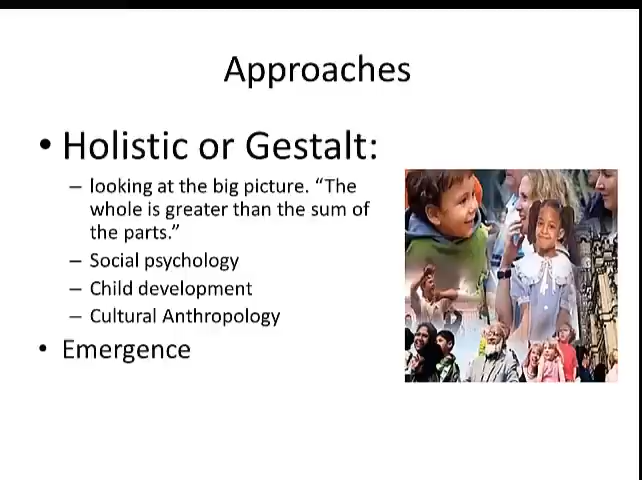 Approaches
• Holistic or Gestalt:
– looking at the big picture. “The
whole is greater than the sum of
the parts.”
– Social psychology
– Child development
– Cultural Anthropology
• Emergence